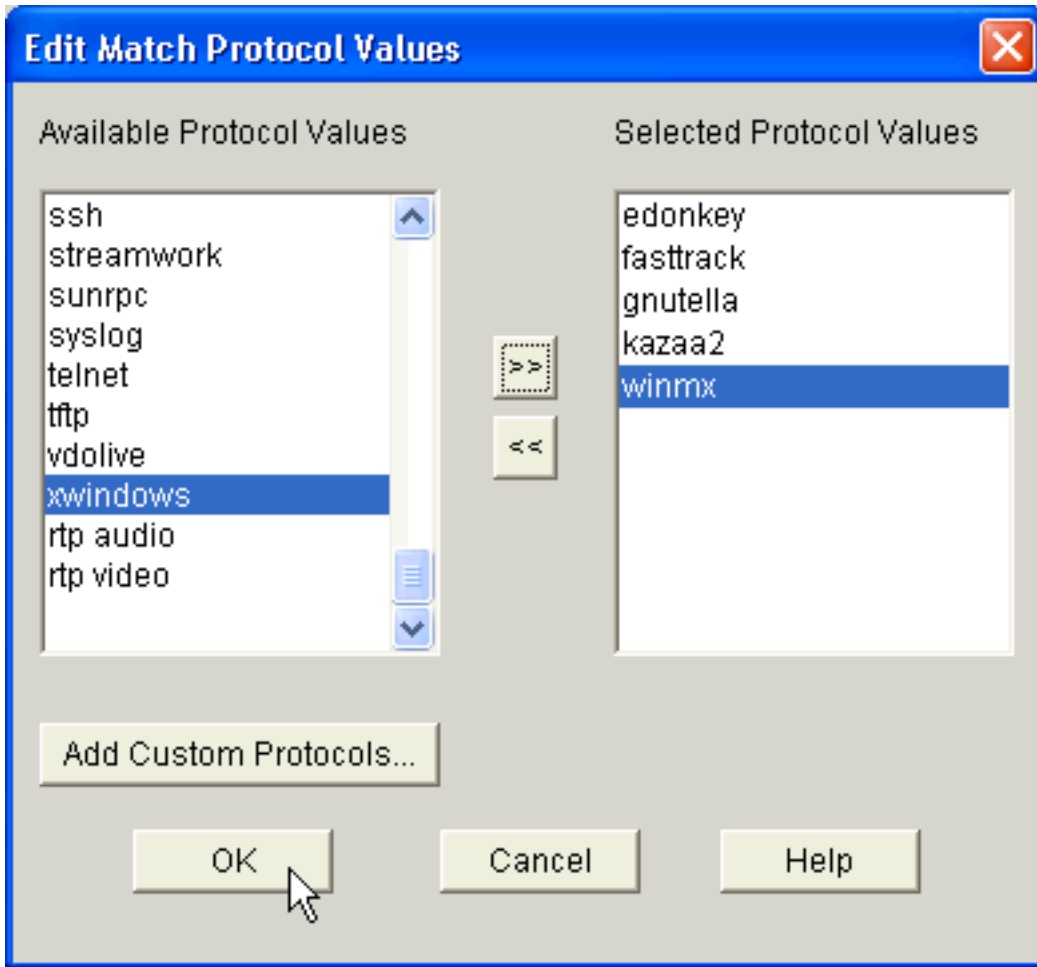 Edit Match Protocol Values
Available Protocol Values
ssh
streamwork
sunrpc
syslog
telnet
tftp
vdolive
xwindows
rtp audio
rtp video
>>
<<
Selected Protocol Values
edonkey
fasttrack
gnutella
kazaa2
winmx
Add Custom Protocols...
OK
Cancel
Help